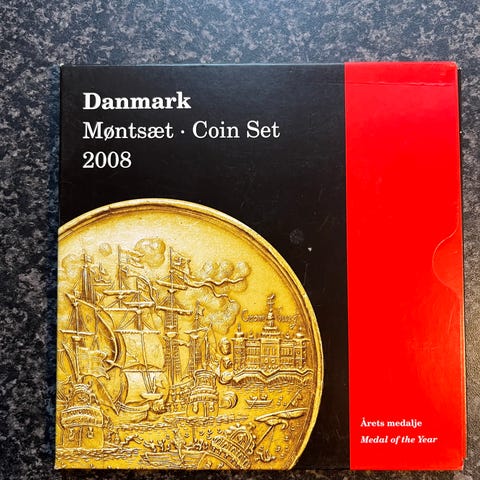 Danmark
Møntsæt · Coin Set
2008
Årets medalje
Medal of the Year